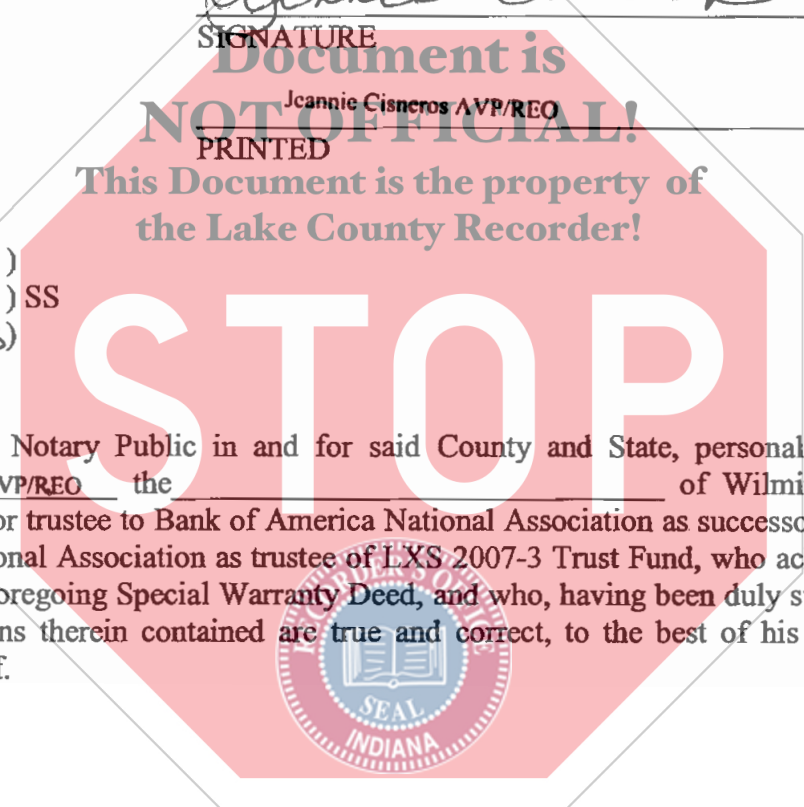 SIGNATURE
Document is
Jeannie Cisneros AVP/REO
NOT OFFICIAL!
PRINTED
This Document is the property of
the Lake County Recorder!
)
) SS
)
STOP
Notary Public in and for said County and State, personal
VP/REO the of Wilmi
or trustee to Bank of America National Association as successo
onal Association as trustee of LXS 2007-3 Trust Fund, who ac
oregoing Special Warranty Deed, and who, having been duly s
ns therein contained are true and correct, to the best of his
f.
RECORDER'S OFFICE
SEAL
INDIANA